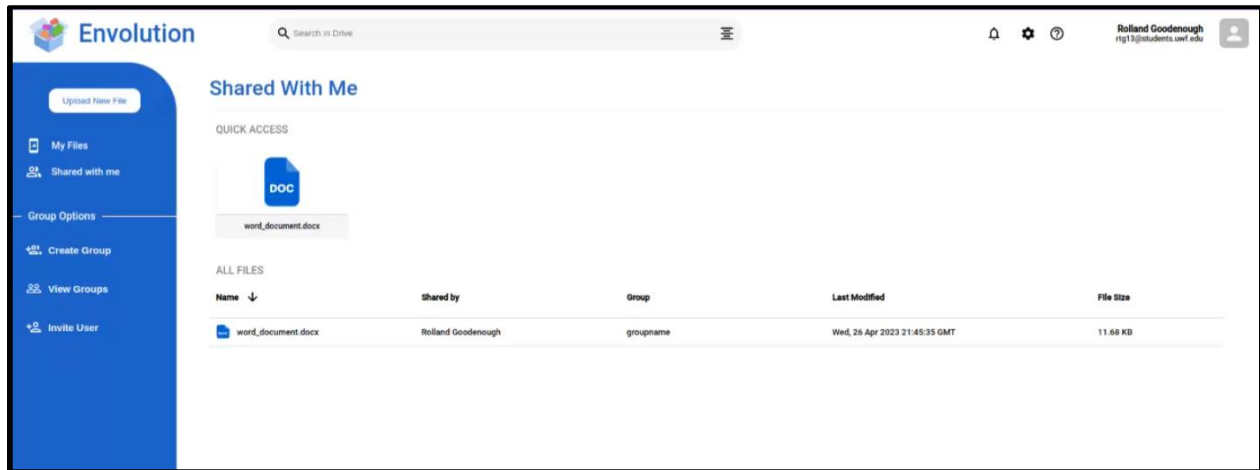 Envolution
Search in Drive
Rolland Goodenough
rtg13@students.uwf.edu
Upload New File
My Files
Shared with me
Group Options
Create Group
View Groups
Invite User
Shared With Me
QUICK ACCESS
DOC
word_document.docx
ALL FILES
Name Shared by Group Last Modified File Size
word_document.docx Rolland Goodenough groupname Wed, 26 Apr 2023 21:45:35 GMT 11.68 KB